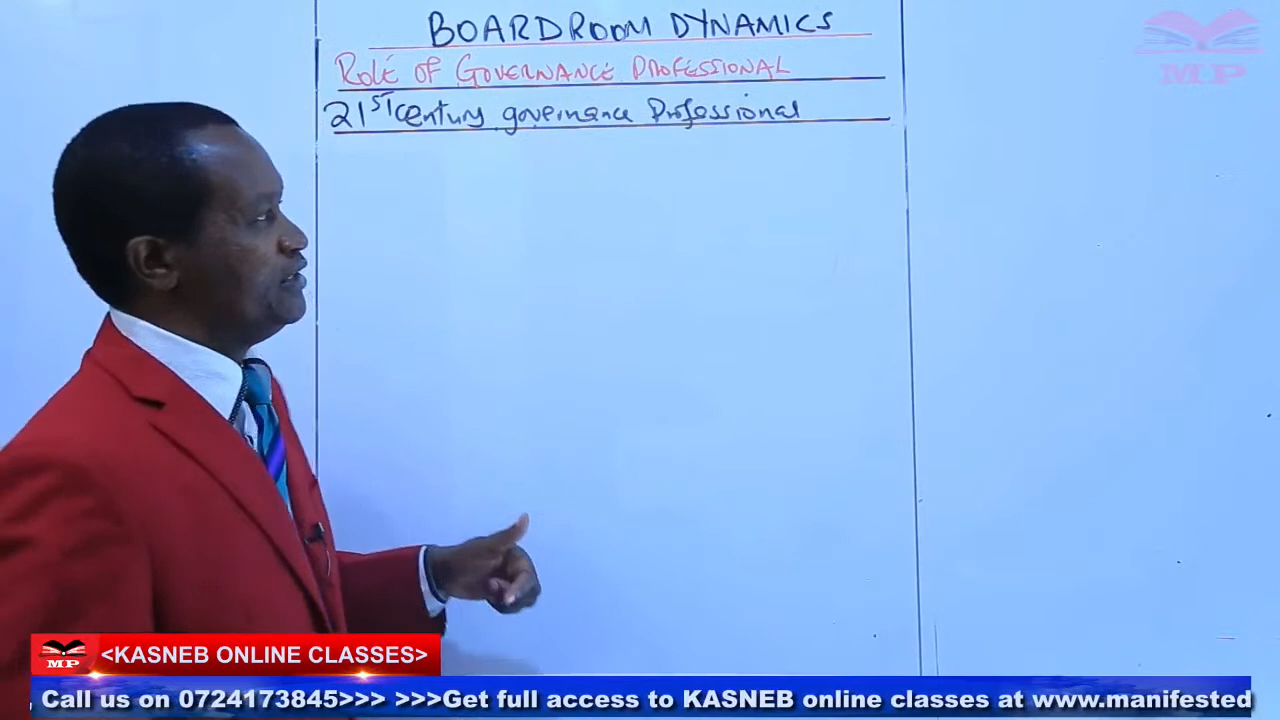 BOARDROOM DYNAMICS
ROLE OF GOVERNANCE PROFESSIONAL
21ST century governance Professional
MP
MP
<KASNEB ONLINE CLASSES>
Call us on 0724173845>>> >>>Get full access to KASNEB online classes at www.manifested